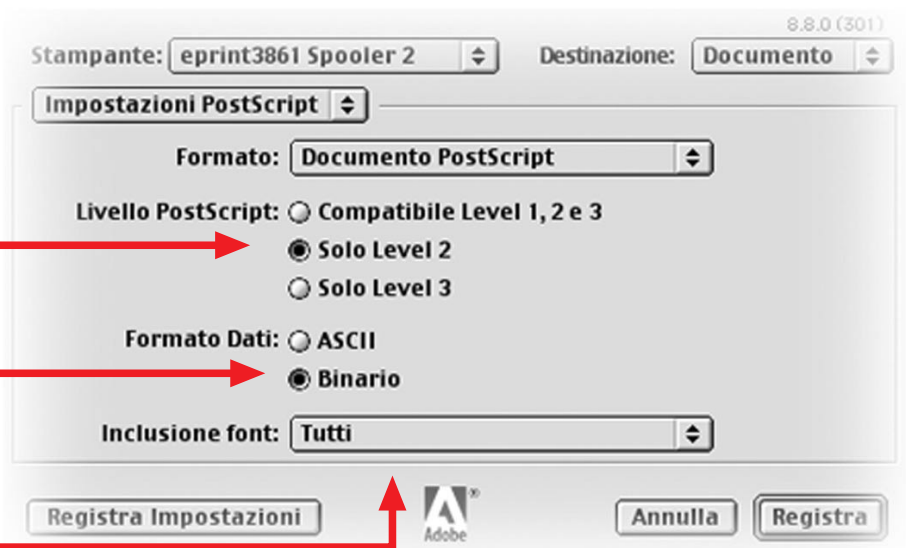 8.8.0 (301)
Stampante: eprint3861 Spooler 2 Destinazione: Documento
Impostazioni PostScript
Formato: Documento PostScript
Livello PostScript: Compatibile Level 1, 2 e 3
Solo Level 2
Solo Level 3
Formato Dati: ASCII
Binario
Inclusione font: Tutti
Registra Impostazioni Adobe® Annulla Registra